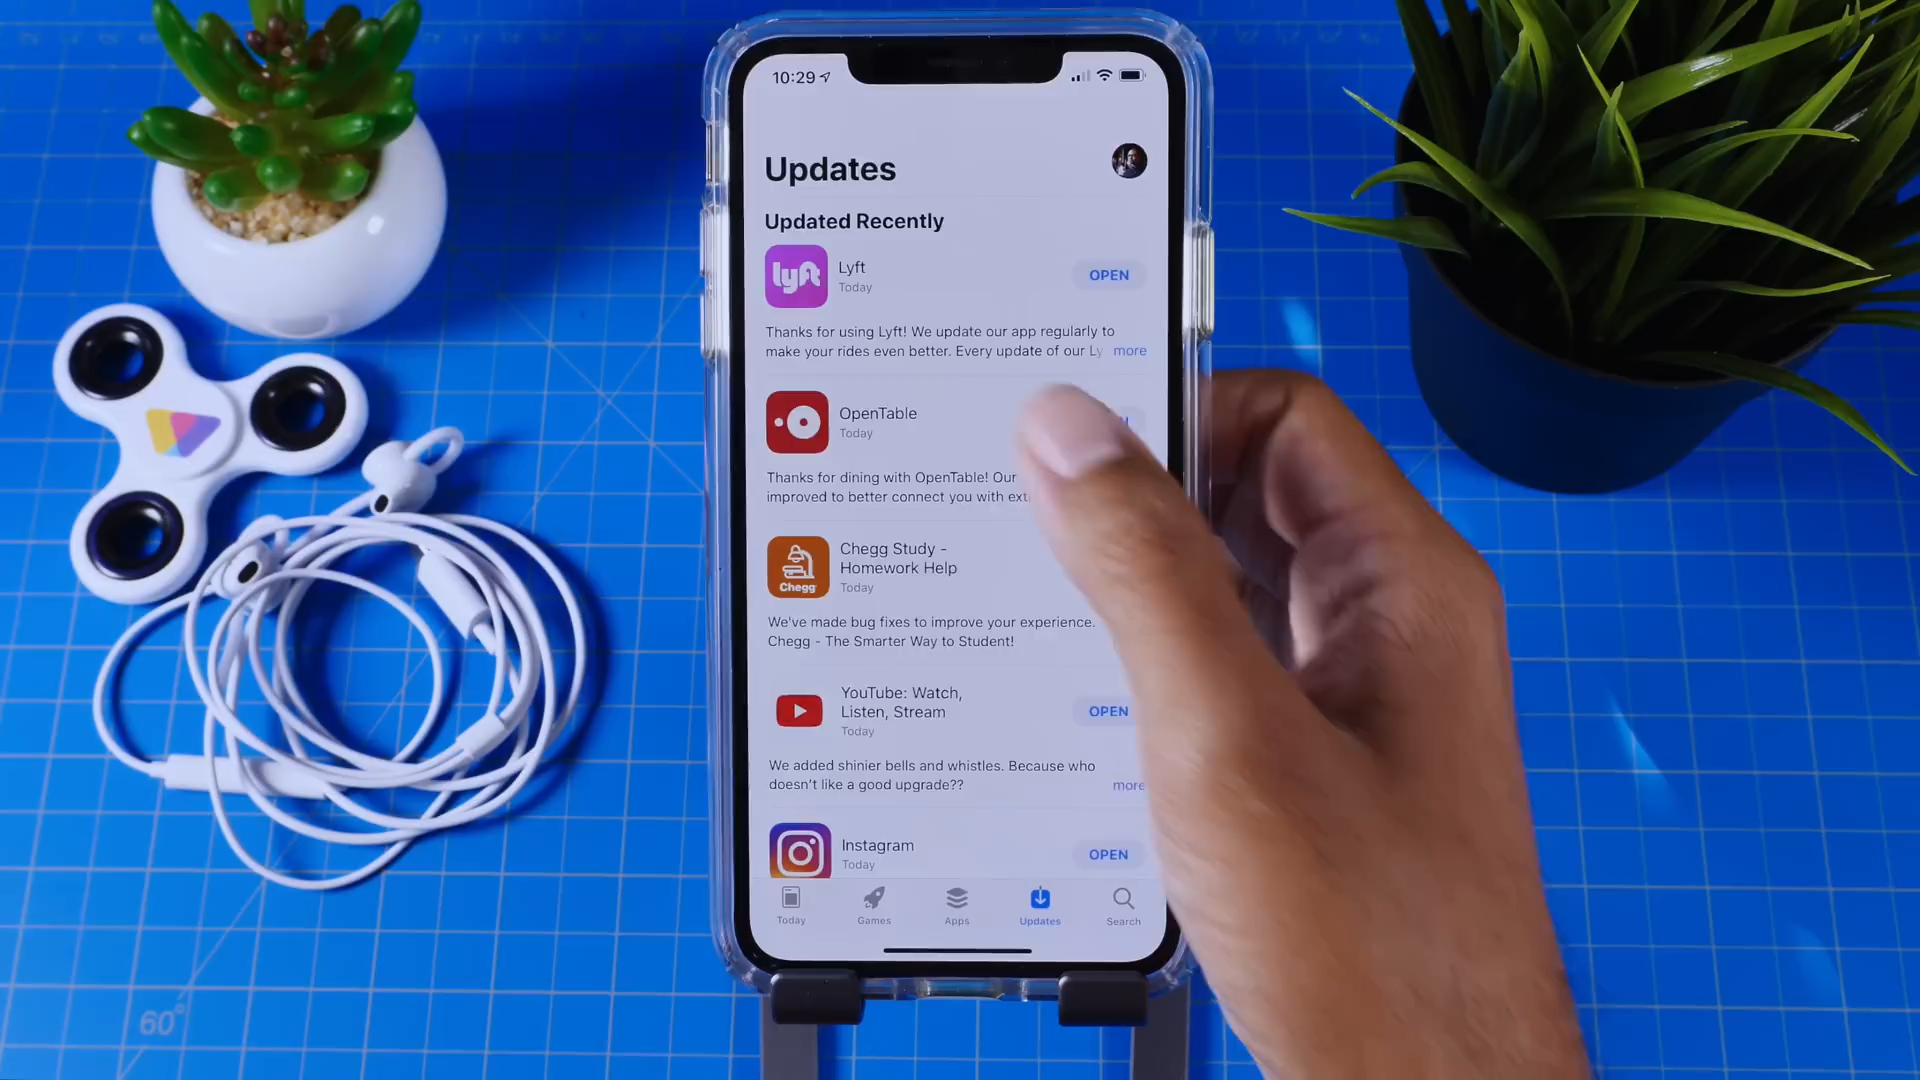 10:29
Updates
Updated Recently
lyft
Lyft
Today
OPEN
Thanks for using Lyft! We update our app regularly to
make your rides even better. Every update of our Ly more
OpenTable
Today
Thanks for dining with OpenTable! Our
improved to better connect you with
Chegg
Chegg Study -
Homework Help
Today
We've made bug fixes to improve your experience.
Chegg - The Smarter Way to Student!
YouTube: Watch,
Listen, Stream
Today
OPEN
We added shinier bells and whistles. Because who
doesn’t like a good upgrade?? more
Instagram
Today
OPEN
Today
Games
Apps
Updates
Search
60°